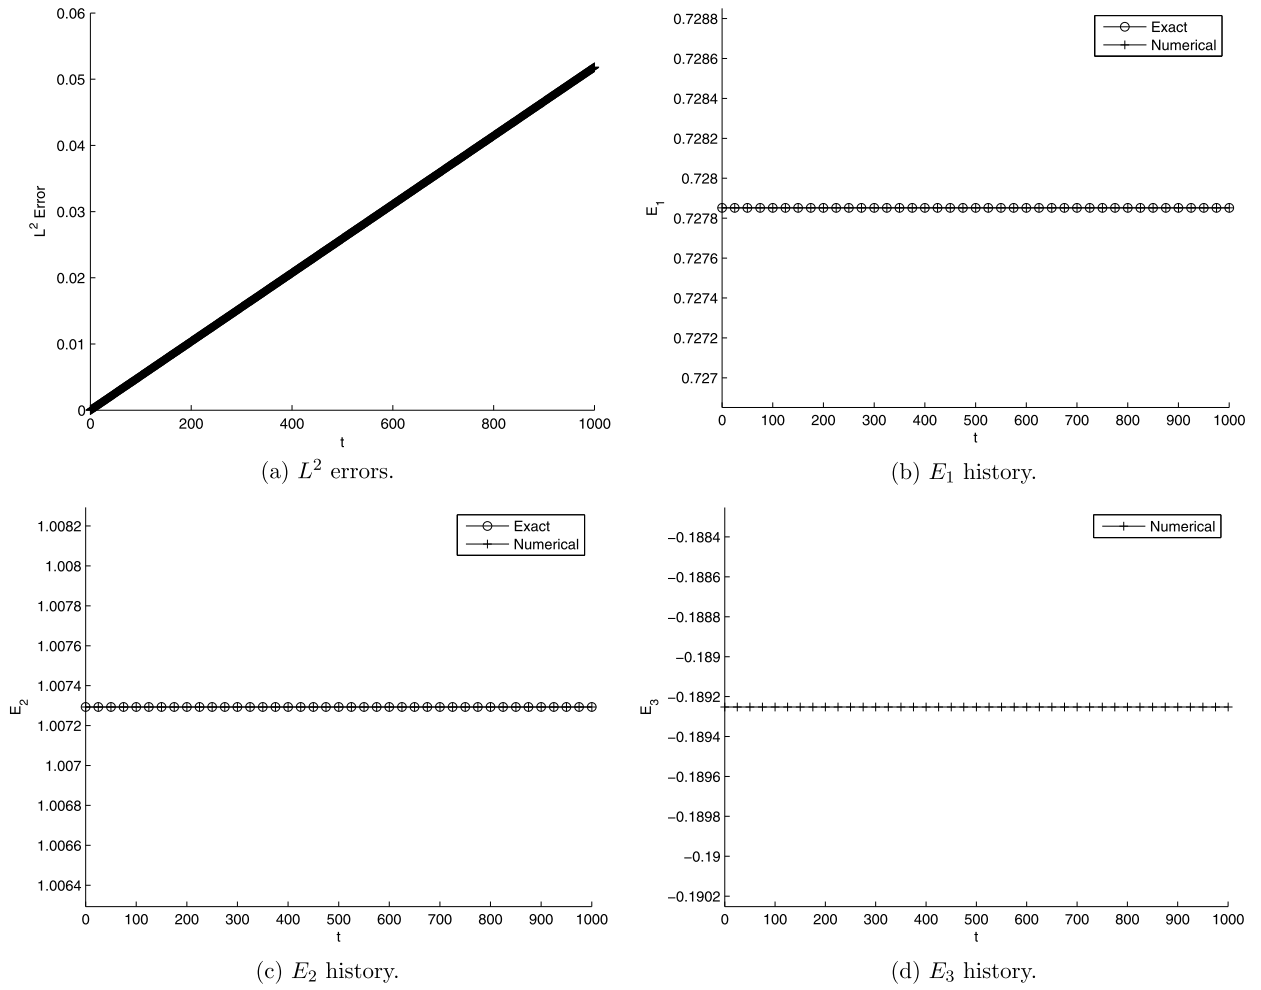 0.06
0.05
0.04
0.03
0.02
0.01
0
L² Error
0 200 400 600 800 1000
t
(a) L² errors.
0.7288
0.7286
0.7284
0.7282
0.728
0.7278
0.7276
0.7274
0.7272
0.727
E₁
Exact
Numerical
0 100 200 300 400 500 600 700 800 900 1000
t
(b) E₁ history.
1.0082
1.008
1.0078
1.0076
1.0074
1.0072
1.007
1.0068
1.0066
1.0064
E₂
Exact
Numerical
0 100 200 300 400 500 600 700 800 900 1000
t
(c) E₂ history.
−0.1884
−0.1886
−0.1888
−0.189
−0.1892
−0.1894
−0.1896
−0.1898
−0.19
−0.1902
E₃
Numerical
0 100 200 300 400 500 600 700 800 900 1000
t
(d) E₃ history.